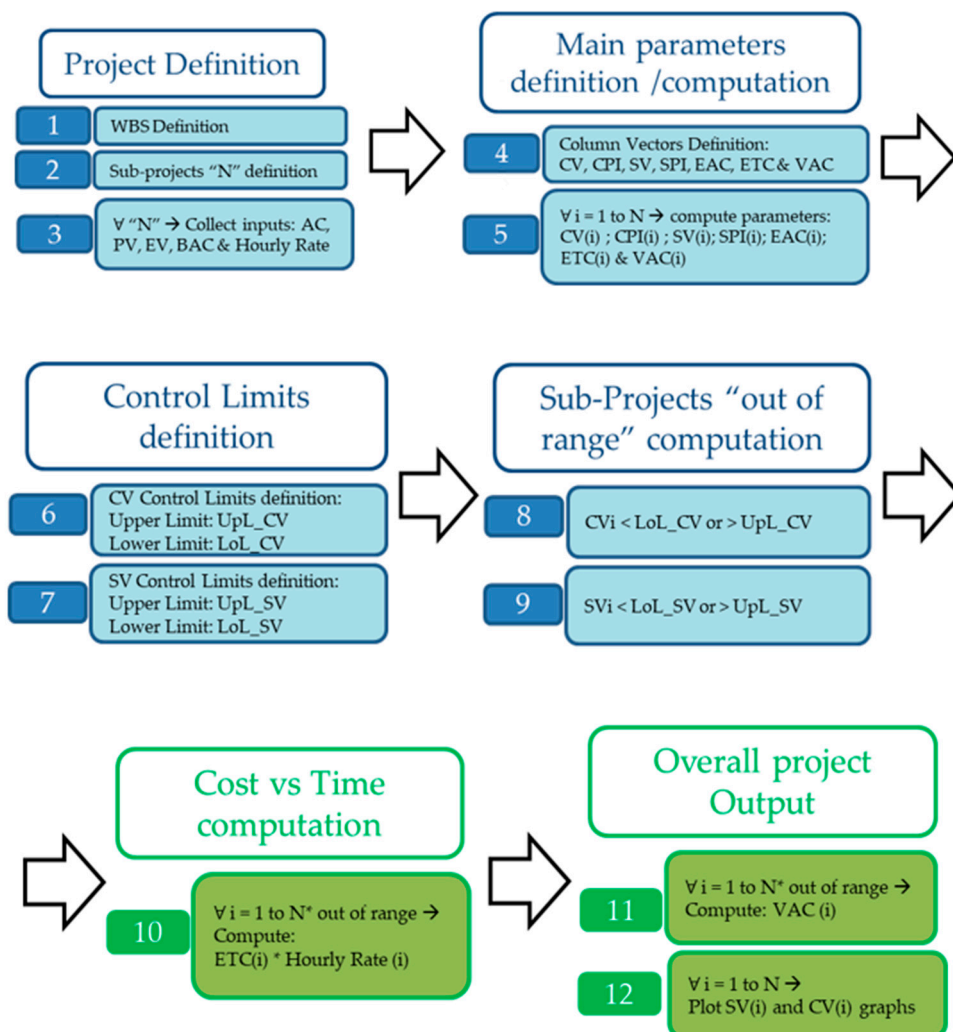 Project Definition
1
WBS Definition
2
Sub-projects “N” definition
3
∀ “N” → Collect inputs: AC,
PV, EV, BAC & Hourly Rate
Main parameters
definition /computation
4
Column Vectors Definition:
CV, CPI, SV, SPI, EAC, ETC & VAC
5
∀ i = 1 to N → compute parameters:
CV(i) ; CPI(i) ; SV(i); SPI(i); EAC(i);
ETC(i) & VAC(i)
Control Limits
definition
6
CV Control Limits definition:
Upper Limit: UpL_CV
Lower Limit: LoL_CV
7
SV Control Limits definition:
Upper Limit: UpL_SV
Lower Limit: LoL_SV
Sub-Projects “out of
range” computation
8
CVi < LoL_CV or > UpL_CV
9
SVi < LoL_SV or > UpL_SV
Cost vs Time
computation
10
∀ i = 1 to N* out of range →
Compute:
ETC(i) * Hourly Rate (i)
Overall project
Output
11
∀ i = 1 to N* out of range →
Compute: VAC (i)
12
∀ i = 1 to N →
Plot SV(i) and CV(i) graphs